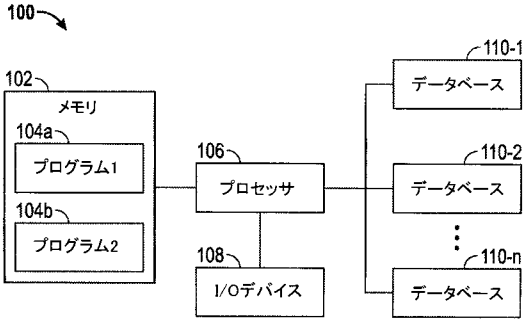 100
102
メモリ
104a
プログラム1
104b
プログラム2
106
プロセッサ
108
I/Oデバイス
110-1
データベース
110-2
データベース
110-n
データベース